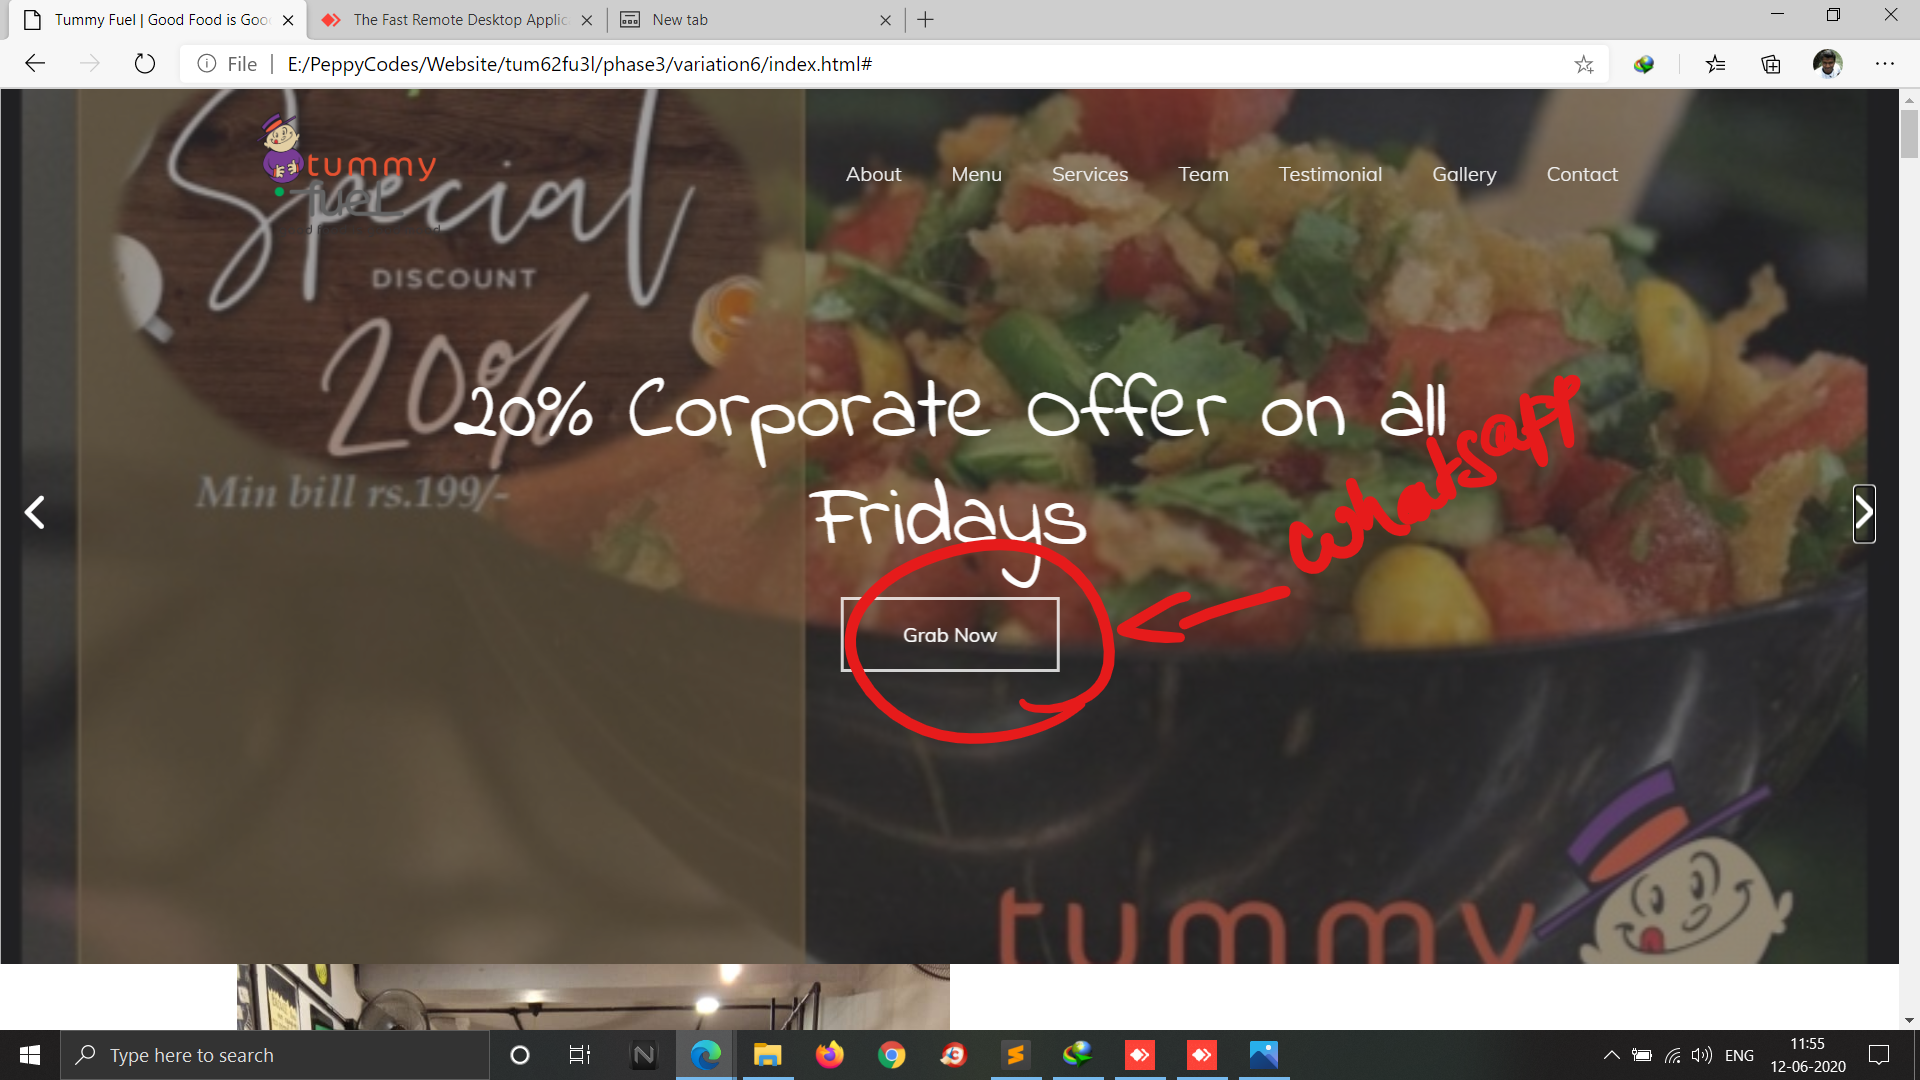 Tummy Fuel | Good Food is Goo
The Fast Remote Desktop Applic
New tab
File
E:/PeppyCodes/Website/tum62fu3l/phase3/variation6/index.html#
tummy
fuel
About
Menu
Services
Team
Testimonial
Gallery
Contact
Special
DISCOUNT
20%
Min bill rs.199/-
20% Corporate Offer on all
Fridays
Grab Now
whatsapp
tummy
Type here to search
ENG
11:55
12-06-2020